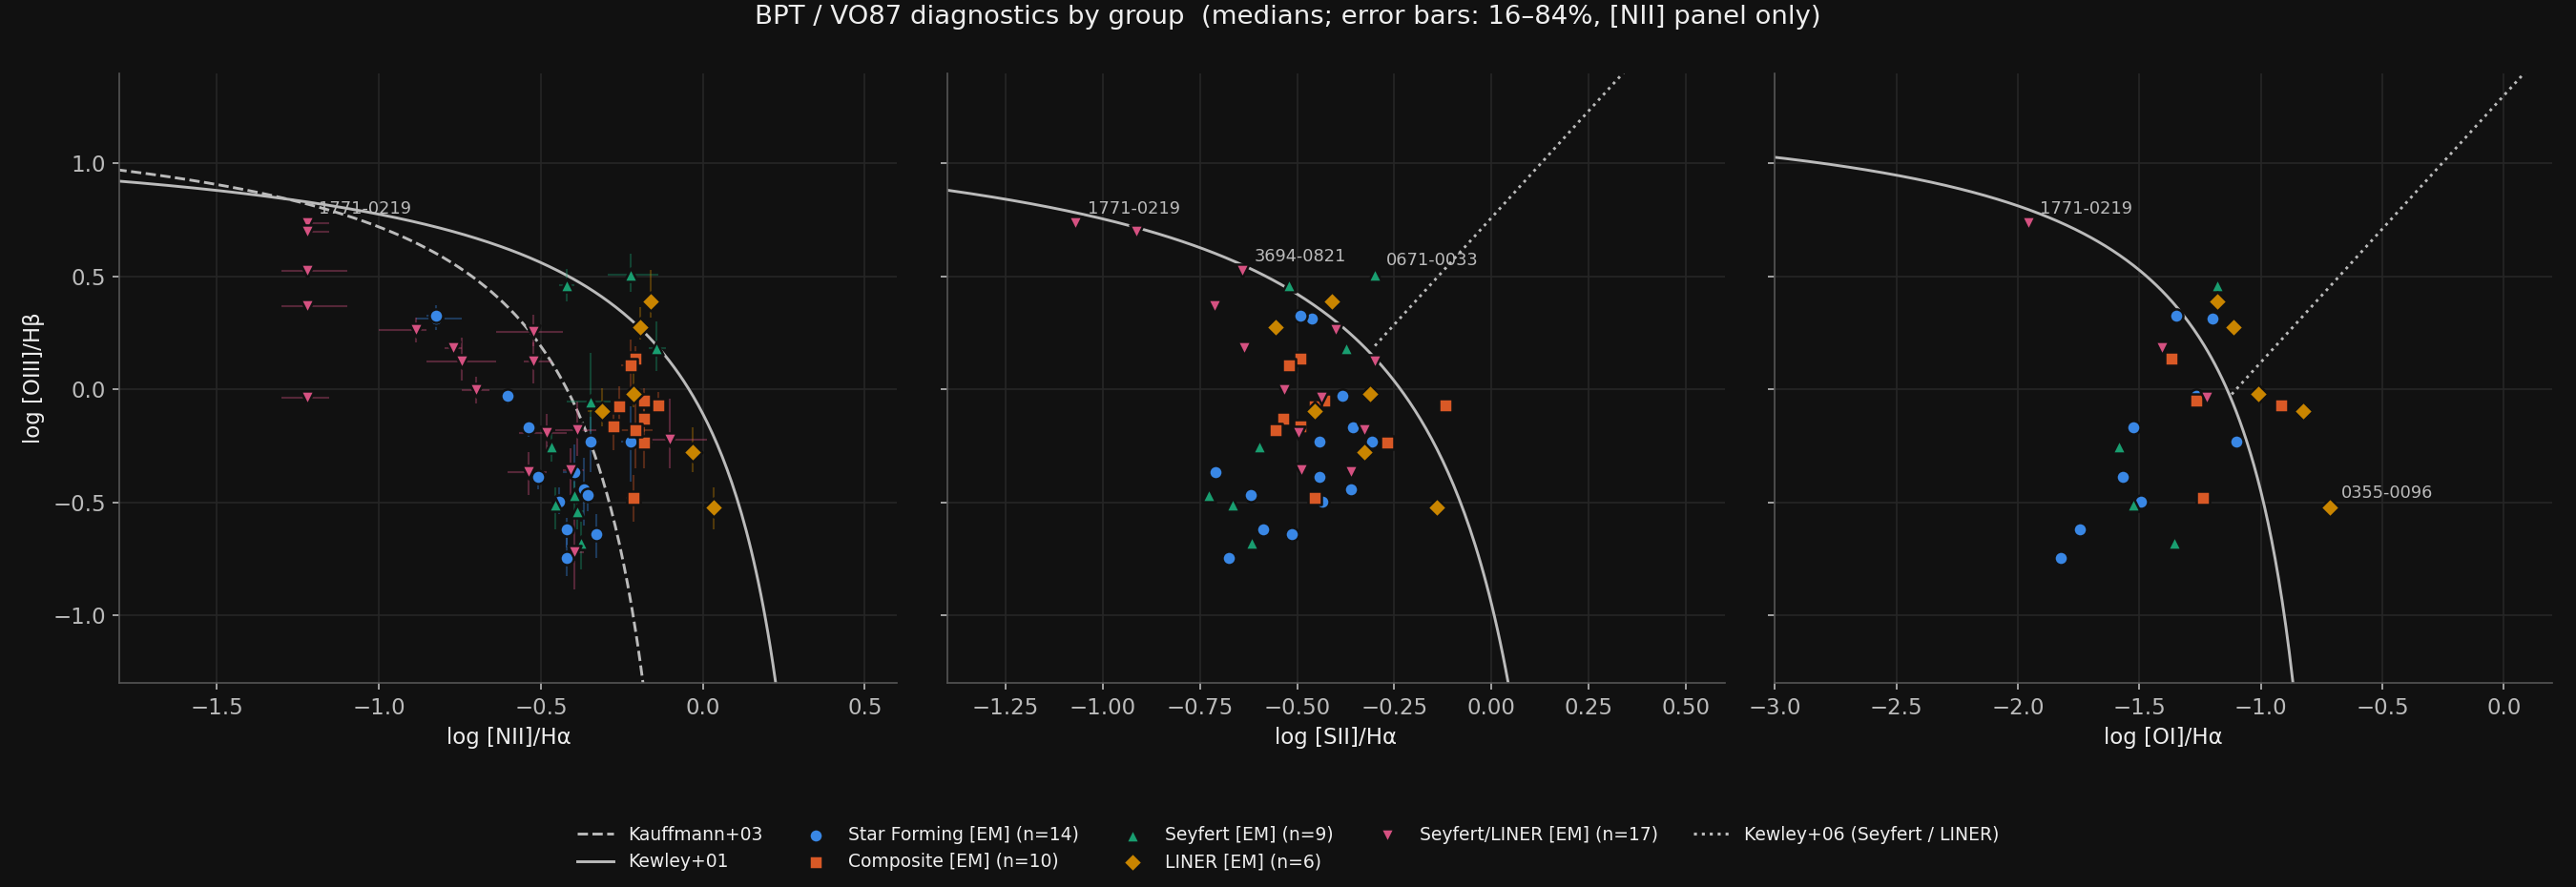 BPT / VO87 diagnostics by group (medians; error bars: 16–84%, [NII] panel only)
log [OIII]/Hβ
1.0
0.5
0.0
−0.5
−1.0
1771-0219
−1.5
−1.0
−0.5
0.0
0.5
log [NII]/Hα
1771-0219
3694-0821
0671-0033
−1.25
−1.00
−0.75
−0.50
−0.25
0.00
0.25
0.50
log [SII]/Hα
1771-0219
0355-0096
−3.0
−2.5
−2.0
−1.5
−1.0
−0.5
0.0
log [OI]/Hα
Kauffmann+03
Kewley+01
Star Forming [EM] (n=14)
Composite [EM] (n=10)
Seyfert [EM] (n=9)
LINER [EM] (n=6)
Seyfert/LINER [EM] (n=17)
Kewley+06 (Seyfert / LINER)